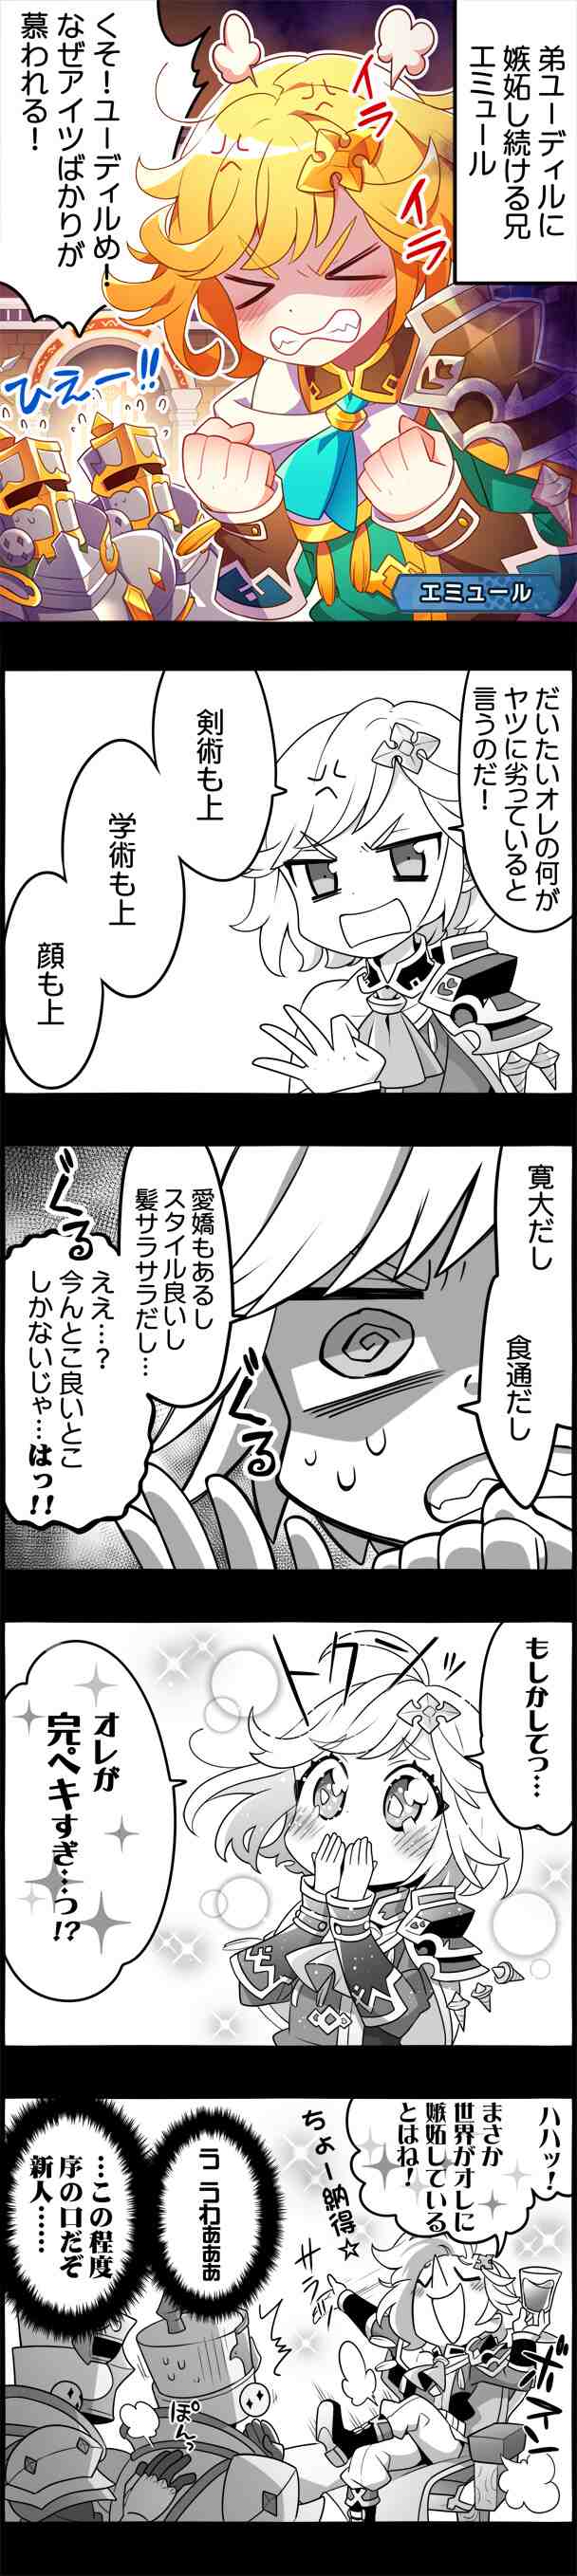 弟ユーディルに
嫉妬し続ける兄
エミュール
イラ
イラ
くそ！ユーディルめ！
なぜアイツばかりが
慕われる！
ひえー!!
エミュール
だいたいオレの何が
ヤツに劣っていると
言うのだ！
剣術も上
学術も上
顔も上
寛大だし
食通だし
ぐる
愛嬌もあるし
スタイル良いし
髪サラサラだし…
ぐる
ええ…？
今んとこ良いとこ
しかないじゃ…はっ!!
もしかしてっ…
トクーン
オレが
完ペキすぎ…っ!?
ハハッ！
まさか
世界がオレに
嫉妬している
とはね！
ちょー納得☆
キラ
ボイン
う うわぁぁぁ
…この程度
序の口だぞ
新人……
ぽんっ